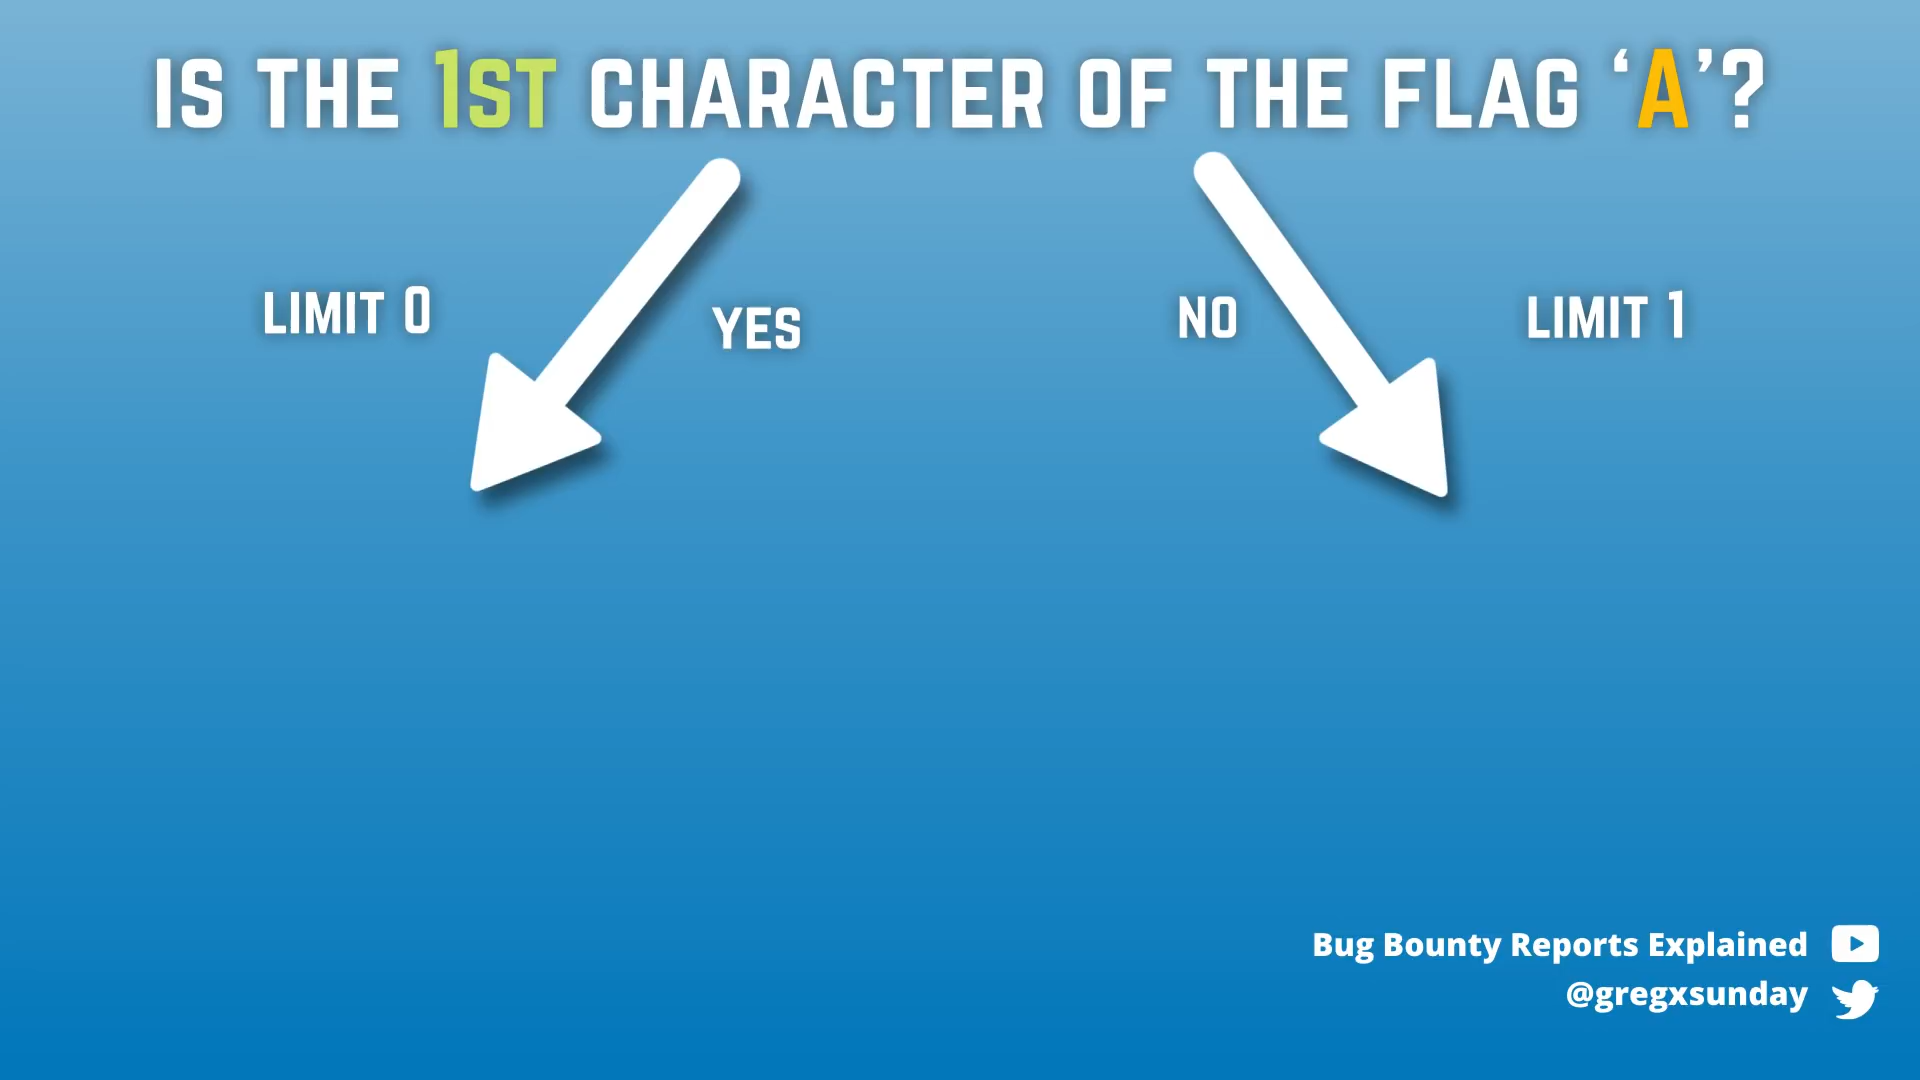 IS THE 1ST CHARACTER OF THE FLAG ‘A’?
LIMIT 0
YES
NO
LIMIT 1
Bug Bounty Reports Explained
@gregxsunday